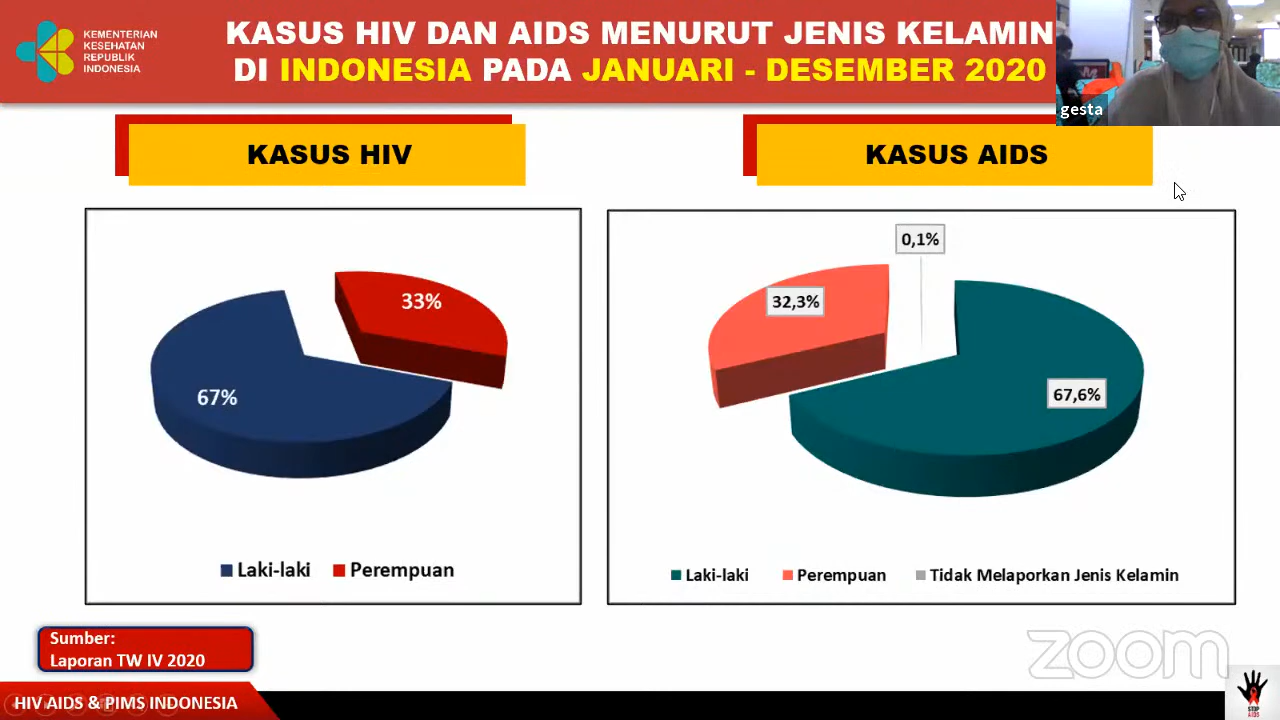 KEMENTERIAN
KESEHATAN
REPUBLIK
INDONESIA
KASUS HIV DAN AIDS MENURUT JENIS KELAMIN
DI INDONESIA PADA JANUARI - DESEMBER 2020
gesta
KASUS HIV
KASUS AIDS
33%
67%
Laki-laki Perempuan
0,1%
32,3%
67,6%
Laki-laki Perempuan Tidak Melaporkan Jenis Kelamin
Sumber:
Laporan TW IV 2020
zoom
HIV AIDS & PIMS INDONESIA
STOP
AIDS